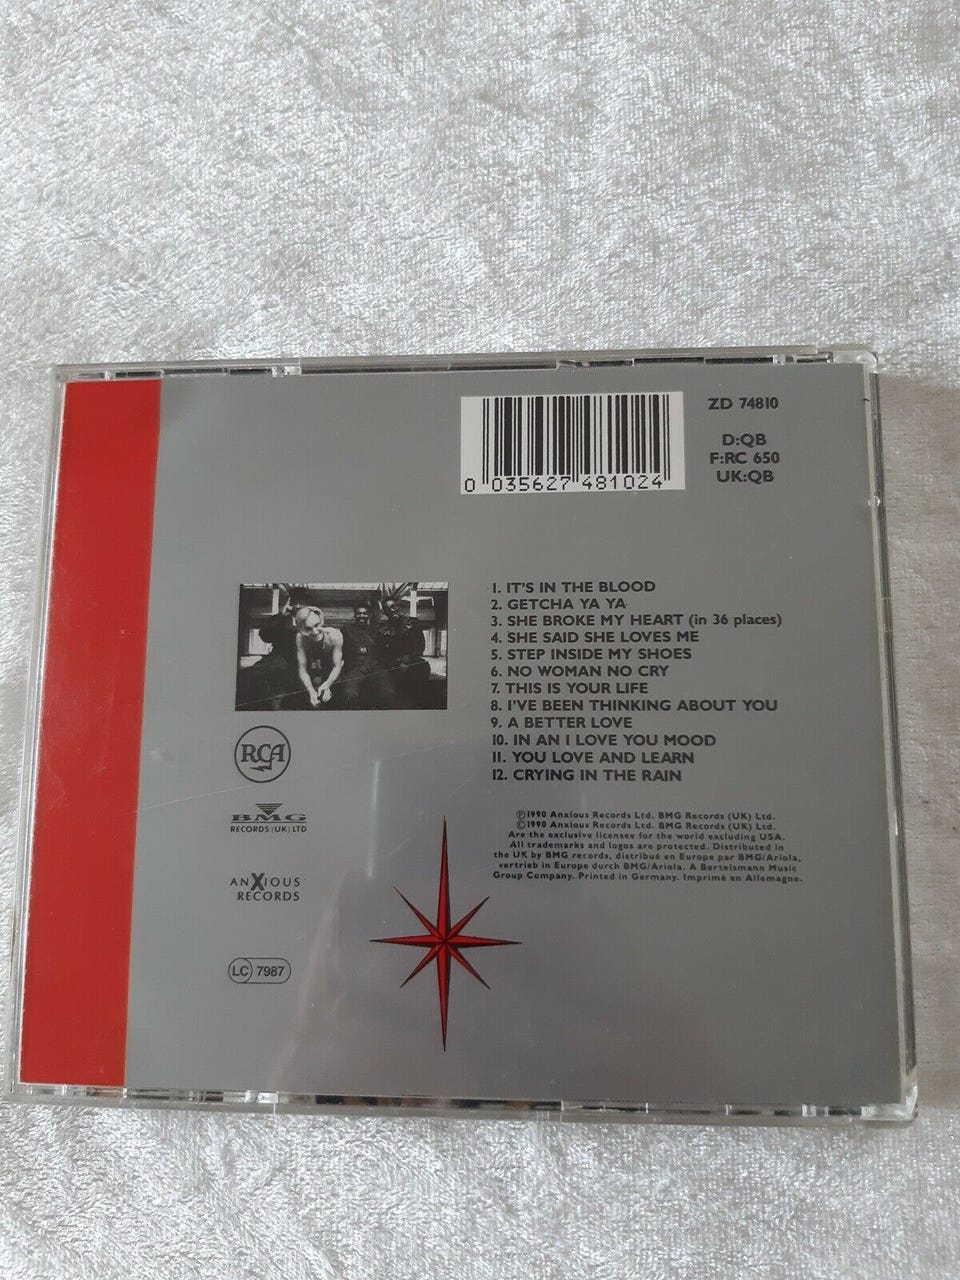 ZD 74810
D:QB
F:RC 650
UK:QB
0 035627 481024
1. IT'S IN THE BLOOD
2. GETCHA YA YA
3. SHE BROKE MY HEART (in 36 places)
4. SHE SAID SHE LOVES ME
5. STEP INSIDE MY SHOES
6. NO WOMAN NO CRY
7. THIS IS YOUR LIFE
8. I'VE BEEN THINKING ABOUT YOU
9. A BETTER LOVE
10. IN AN I LOVE YOU MOOD
11. YOU LOVE AND LEARN
12. CRYING IN THE RAIN
RCA
BMG
RECORDS (UK) LTD
ANXIOUS
RECORDS
LC 7987
℗1990 Anxious Records Ltd. BMG Records (UK) Ltd.
©1990 Anxious Records Ltd. BMG Records (UK) Ltd.
Are the exclusive licensee for the world excluding USA.
All trademarks and logos are protected. Distributed in
the UK by BMG records, distribué en Europe par BMG/Ariola,
vertrieb in Europe durch BMG/Ariola. A Bertelsmann Music
Group Company. Printed in Germany. Imprimé en Allemagne.